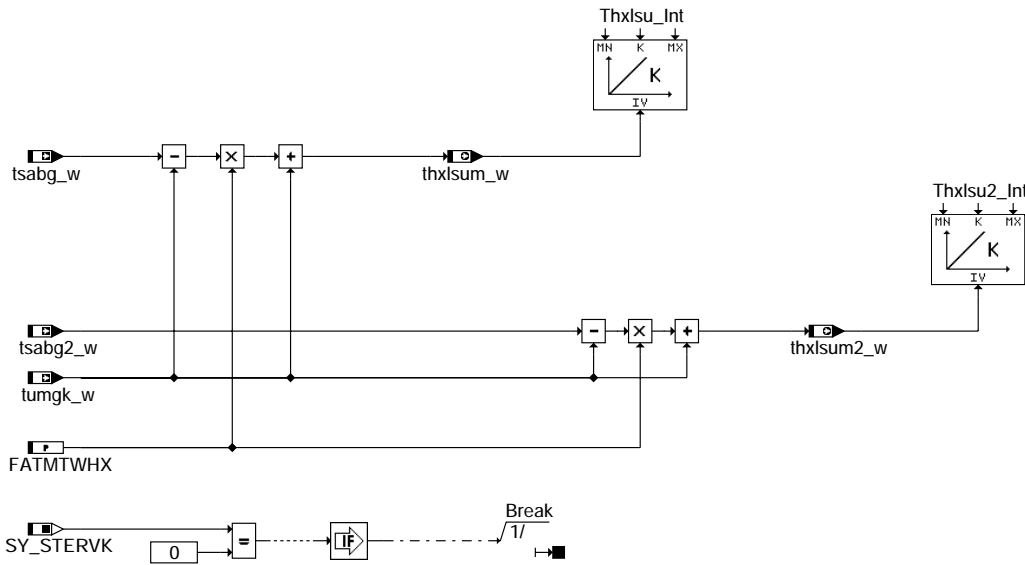 Thxlsu_Int
MN K MX
K
IV
tsabg_w
- × +
thxlsum_w
Thxlsu2_Int
MN K MX
K
IV
tsabg2_w
- × +
thxlsum2_w
tumgk_w
P
FATMTWHX
SY_STERVK
0
=
IF
Break
1/